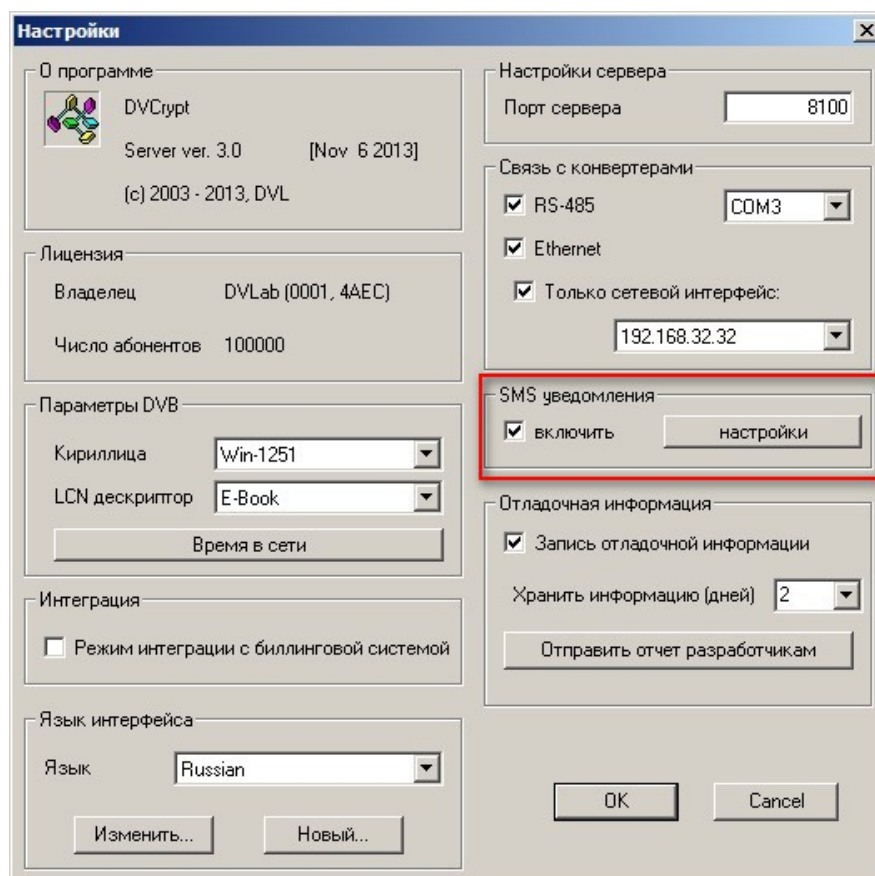 Настройки
О программе
DVCrypt
Server ver. 3.0 [Nov 6 2013]
(c) 2003 - 2013, DVL
Лицензия
Владелец DVLab (0001, 4AEC)
Число абонентов 100000
Параметры DVB
Кириллица Win-1251
LCN дескриптор E-Book
Время в сети
Интеграция
Режим интеграции с биллинговой системой
Язык интерфейса
Язык Russian
Изменить... Новый...
Настройки сервера
Порт сервера 8100
Связь с конвертерами
RS-485 COM3
Ethernet
Только сетевой интерфейс:
192.168.32.32
SMS уведомления
включить настройки
Отладочная информация
Запись отладочной информации
Хранить информацию (дней) 2
Отправить отчет разработчикам
OK Cancel